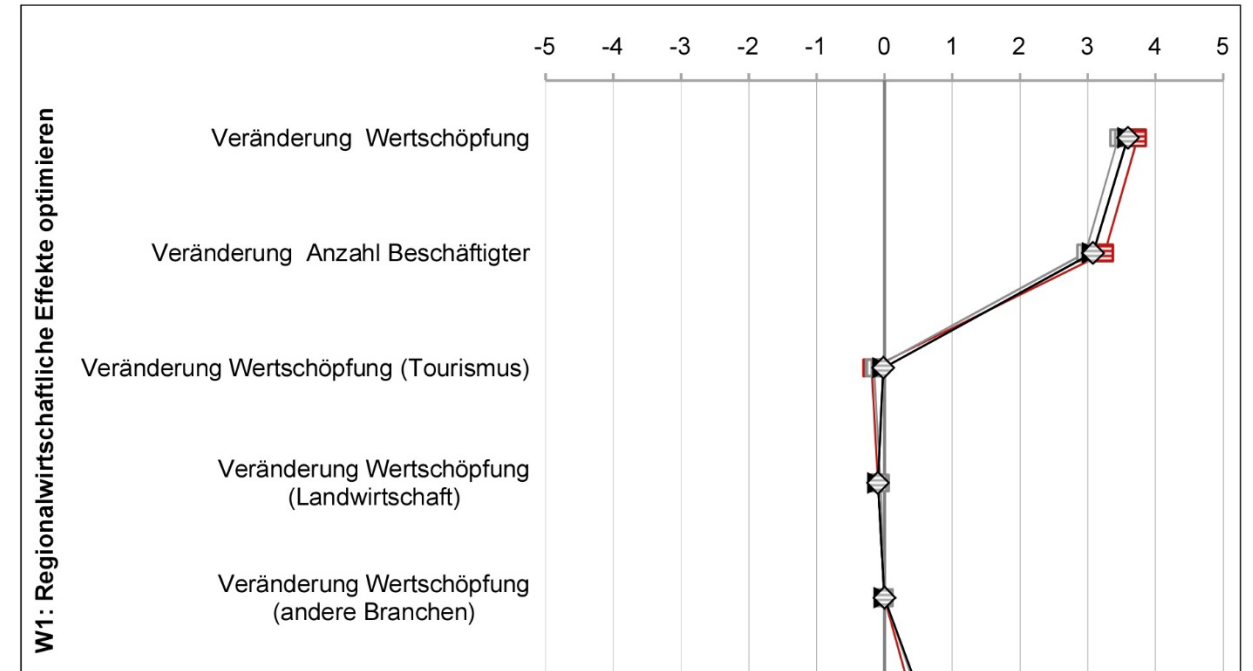 -5 -4 -3 -2 -1 0 1 2 3 4 5
W1: Regionalwirtschaftliche Effekte optimieren
Veränderung Wertschöpfung
Veränderung Anzahl Beschäftigter
Veränderung Wertschöpfung (Tourismus)
Veränderung Wertschöpfung
(Landwirtschaft)
Veränderung Wertschöpfung
(andere Branchen)